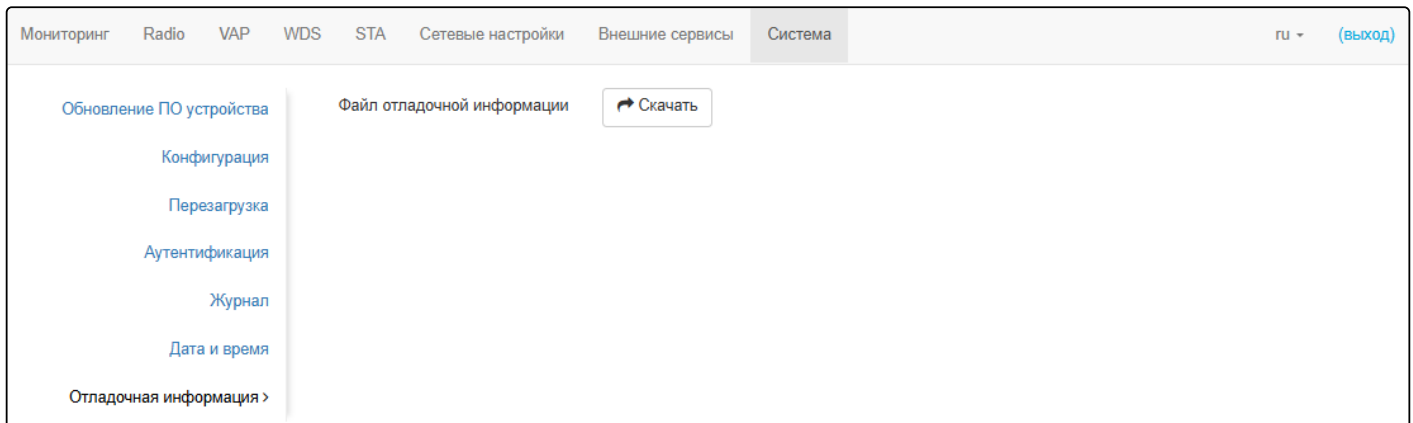 Мониторинг Radio VAP WDS STA Сетевые настройки Внешние сервисы Система ru (выход)
Обновление ПО устройства
Файл отладочной информации Скачать
Конфигурация
Перезагрузка
Аутентификация
Журнал
Дата и время
Отладочная информация >